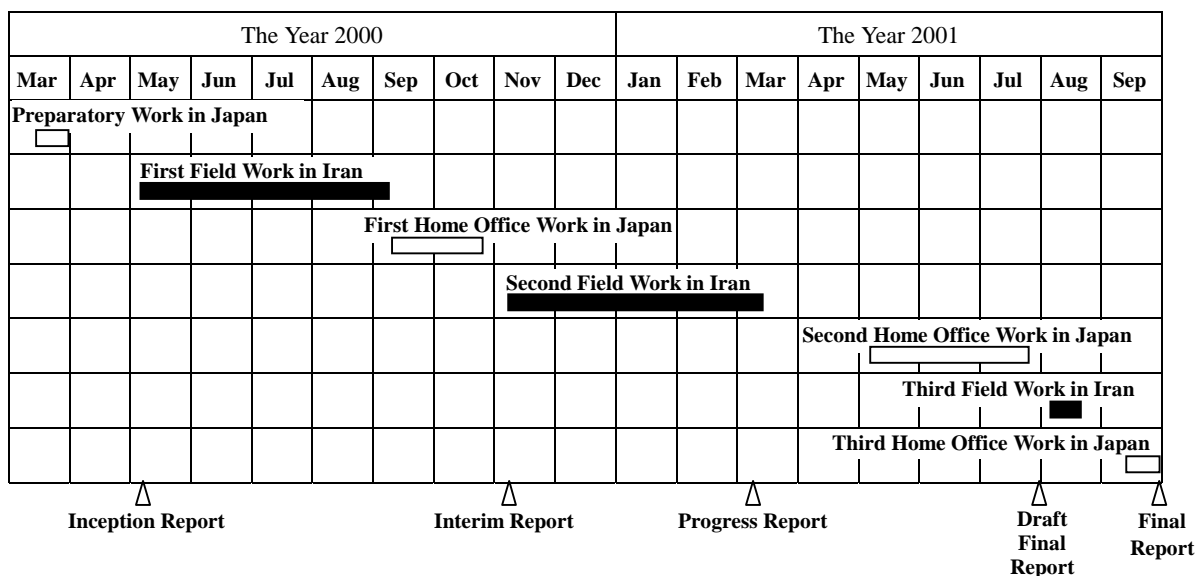 The Year 2000 The Year 2001
Mar Apr May Jun Jul Aug Sep Oct Nov Dec Jan Feb Mar Apr May Jun Jul Aug Sep
Preparatory Work in Japan
First Field Work in Iran
First Home Office Work in Japan
Second Field Work in Iran
Second Home Office Work in Japan
Third Field Work in Iran
Third Home Office Work in Japan
Inception Report
Interim Report
Progress Report
Draft
Final
Report
Final
Report